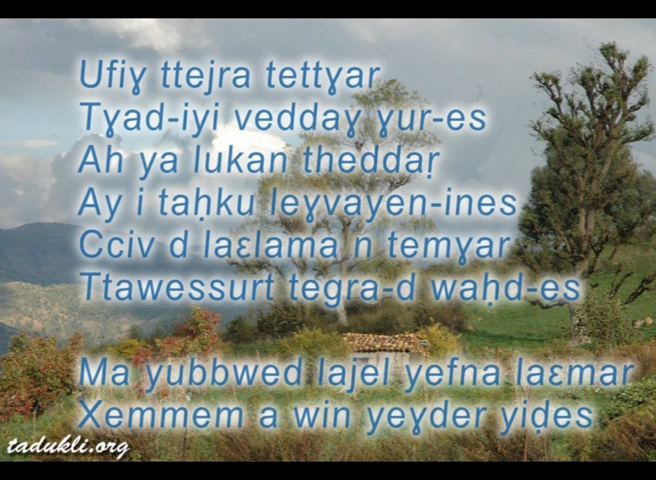 Ufiɣ ttejra tettɣar
Tɣad-iyi veddaɣ ɣur-es
Ah ya lukan theddaṛ
Ay i taḥku leɣvayen-ines
Cciv d laɛlama n temɣar
Ttawessurt tegra-d waḥd-es
Ma yubbwed lajel yefna laɛmar
Xemmem a win yeɣder yiḍes
tadukli.org